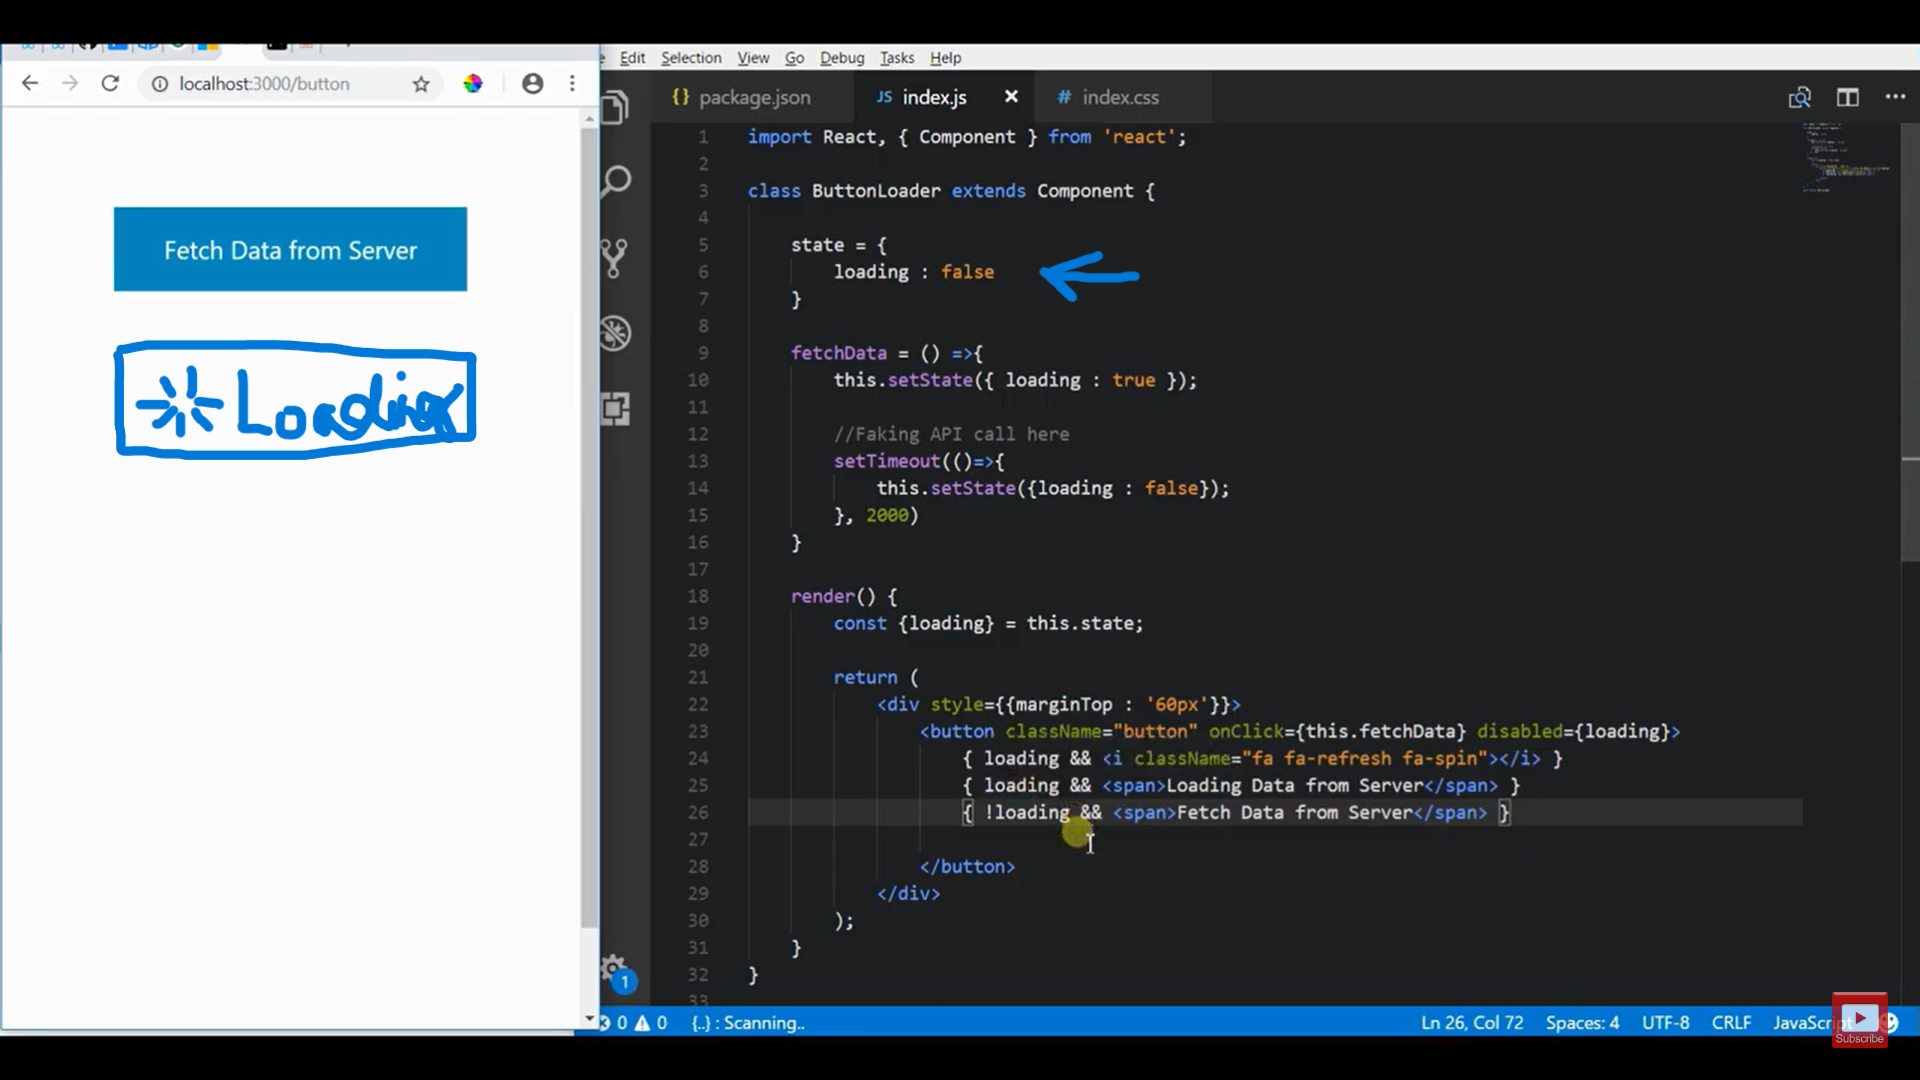 Edit Selection View Go Debug Tasks Help
localhost:3000/button
{} package.json JS index.js # index.css
Fetch Data from Server
Loading
1 import React, { Component } from 'react';
2
3 class ButtonLoader extends Component {
4
5 state = {
6 loading : false
7 }
8
9 fetchData = () =>{
10 this.setState({ loading : true });
11
12 //Faking API call here
13 setTimeout(()=>{
14 this.setState({loading : false});
15 }, 2000)
16 }
17
18 render() {
19 const {loading} = this.state;
20
21 return (
22 <div style={{marginTop : '60px'}}>
23 <button className="button" onClick={this.fetchData} disabled={loading}>
24 { loading && <i className="fa fa-refresh fa-spin"></i> }
25 { loading && <span>Loading Data from Server</span> }
26 { !loading && <span>Fetch Data from Server</span> }
27
28 </button>
29 </div>
30 );
31 }
32 }
33
1
0 0 {..} : Scanning.. Ln 26, Col 72 Spaces: 4 UTF-8 CRLF JavaScript
Subscribe